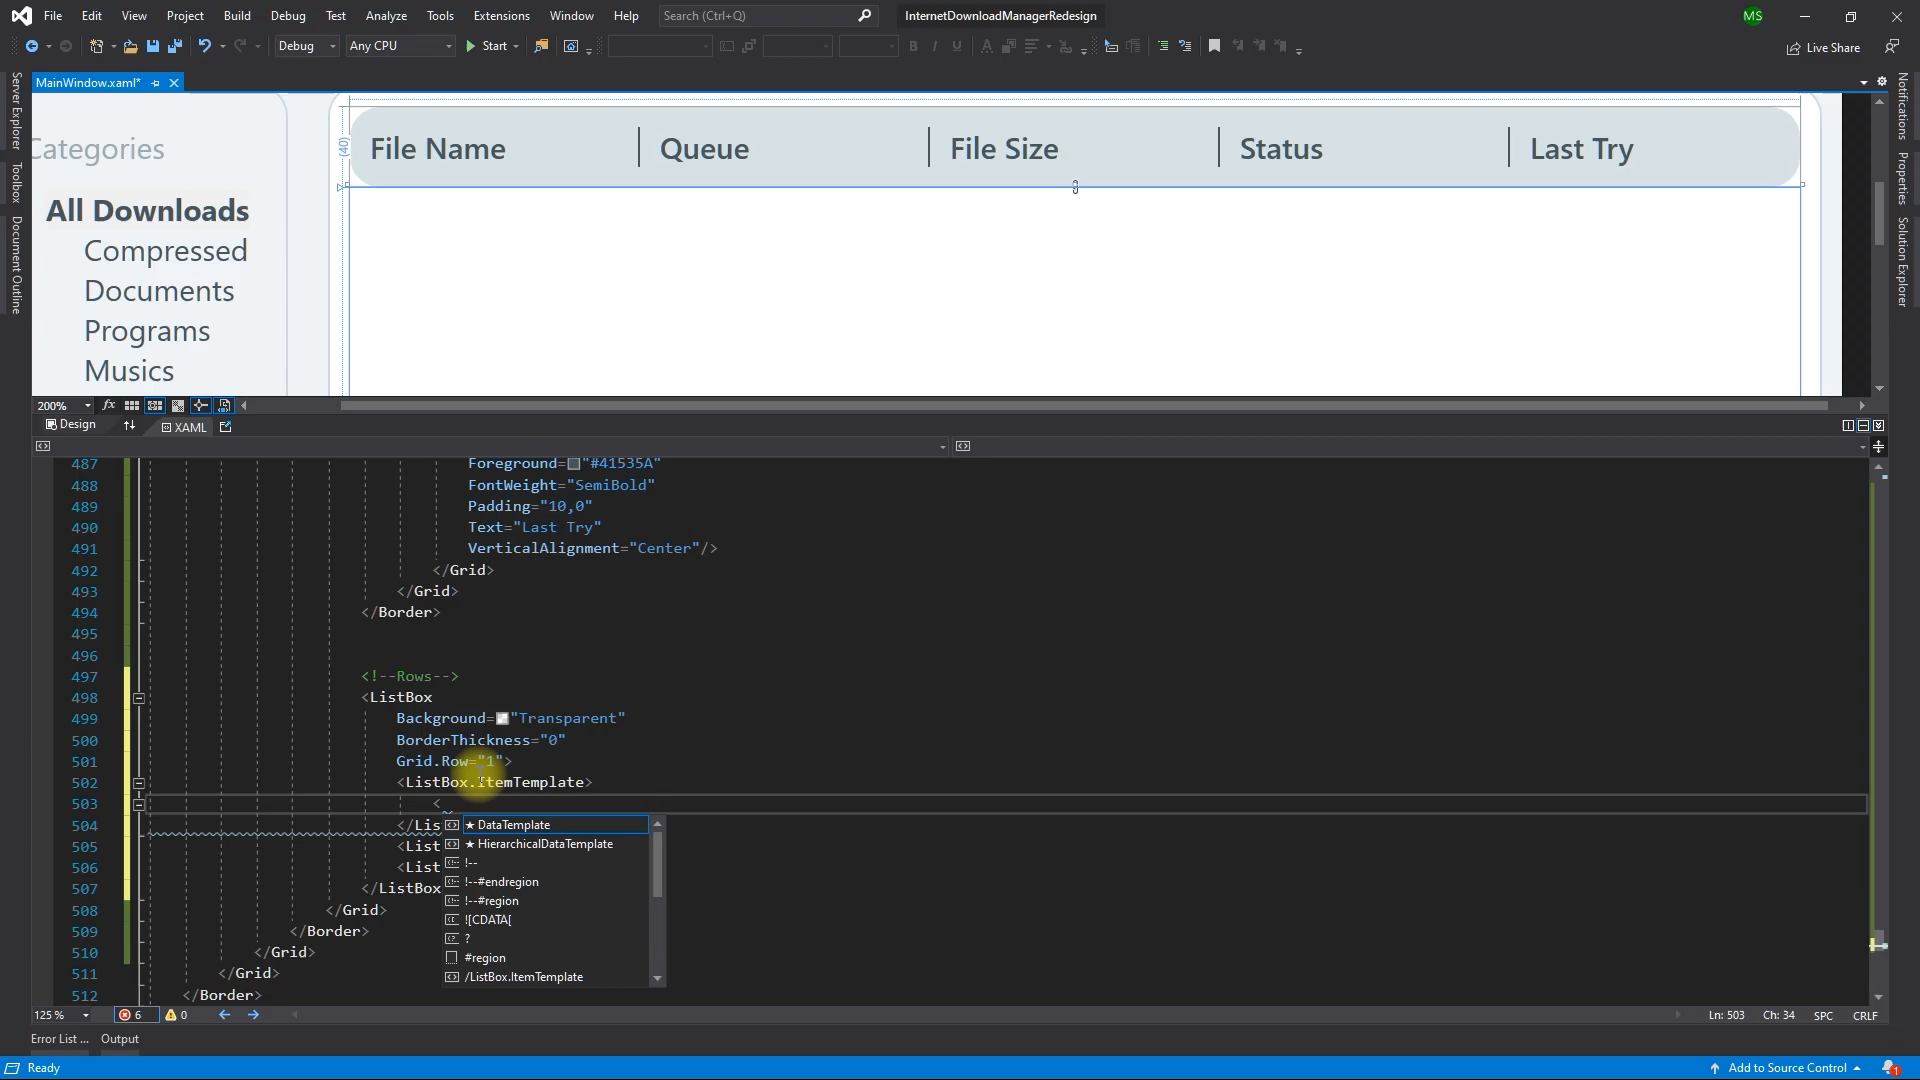 File Edit View Project Build Debug Test Analyze Tools Extensions Window Help Search (Ctrl+Q) InternetDownloadManagerRedesign MS
Debug Any CPU Start Live Share
MainWindow.xaml*
Server Explorer
Toolbox
Document Outline
Notifications
Properties
Solution Explorer
(40)
File Name Queue File Size Status Last Try
Categories
All Downloads
Compressed
Documents
Programs
Musics
200% fx
Design XAML
487 Foreground="#41535A"
488 FontWeight="SemiBold"
489 Padding="10,0"
490 Text="Last Try"
491 VerticalAlignment="Center"/>
492 </Grid>
493 </Grid>
494 </Border>
495
496
497 <!--Rows-->
498 <ListBox
499 Background="Transparent"
500 BorderThickness="0"
501 Grid.Row="1">
502 <ListBox.ItemTemplate>
503 <
504 </Lis
505 <List
506 <List
507 </ListBox
508 </Grid>
509 </Border>
510 </Grid>
511 </Grid>
512 </Border>
★ DataTemplate
★ HierarchicalDataTemplate
!--
!--#endregion
!--#region
![CDATA[
?
#region
/ListBox.ItemTemplate
125 % 6 0 Ln: 503 Ch: 34 SPC CRLF
Error List ... Output
Ready Add to Source Control 1